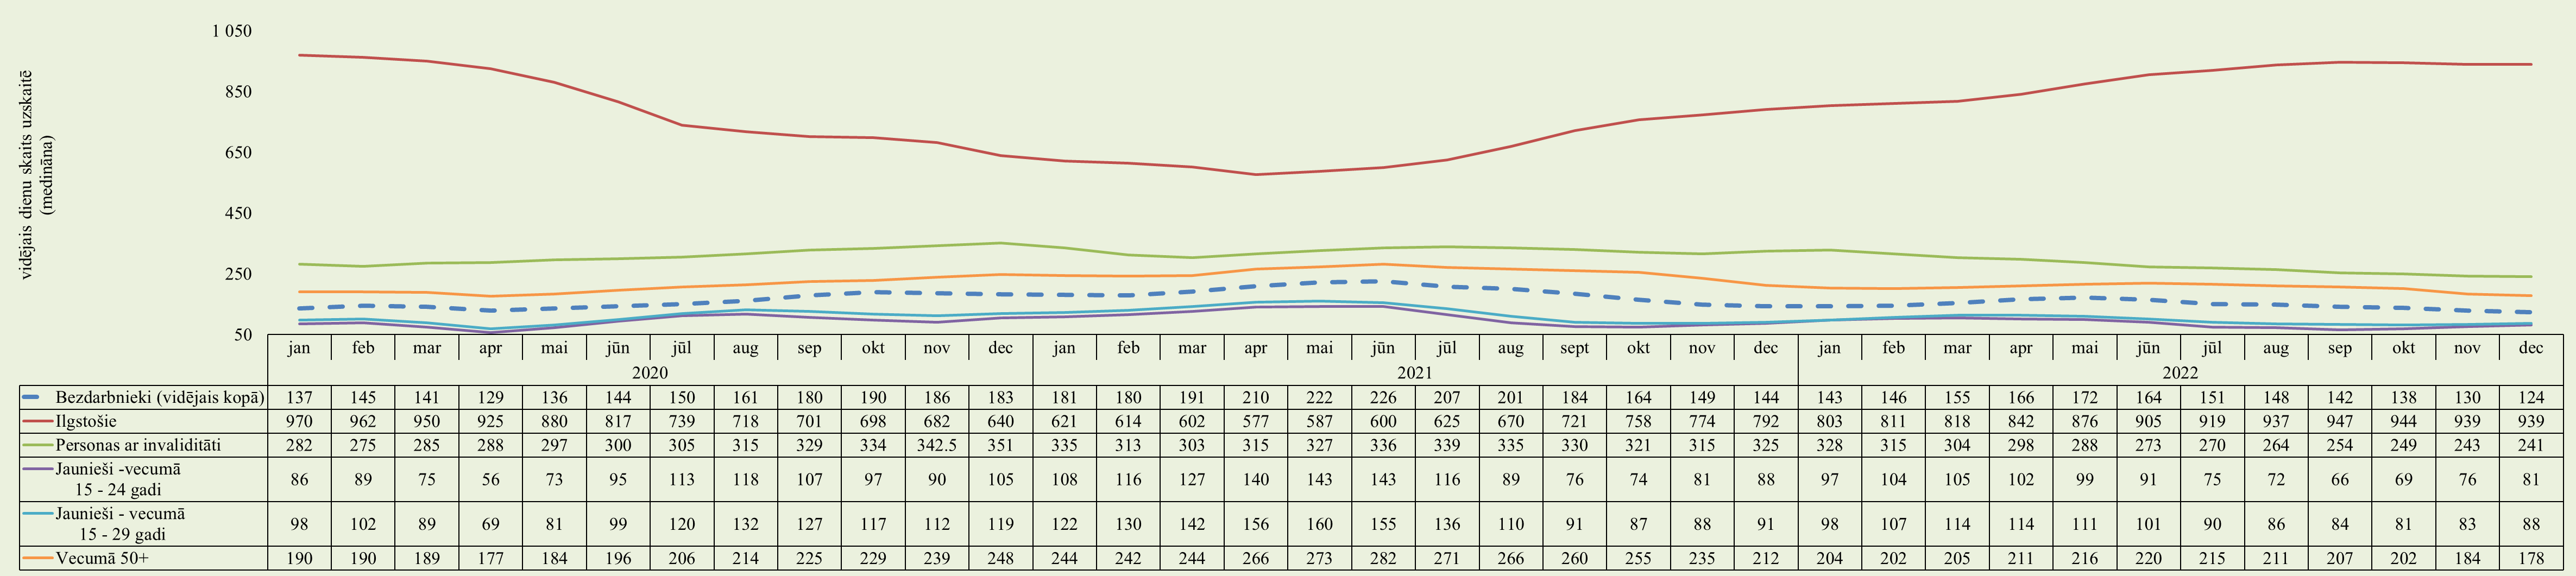 vidējais dienu skaits uzskaitē
(medināna)
1 050
850
650
450
250
50
jan feb mar apr mai jūn jūl aug sep okt nov dec jan feb mar apr mai jūn jūl aug sept okt nov dec jan feb mar apr mai jūn jūl aug sep okt nov dec
2020 2021 2022
Bezdarbnieki (vidējais kopā) 137 145 141 129 136 144 150 161 180 190 186 183 181 180 191 210 222 226 207 201 184 164 149 144 143 146 155 166 172 164 151 148 142 138 130 124
Ilgstošie 970 962 950 925 880 817 739 718 701 698 682 640 621 614 602 577 587 600 625 670 721 758 774 792 803 811 818 842 876 905 919 937 947 944 939 939
Personas ar invaliditāti 282 275 285 288 297 300 305 315 329 334 342.5 351 335 313 303 315 327 336 339 335 330 321 315 325 328 315 304 298 288 273 270 264 254 249 243 241
Jaunieši -vecumā
15 - 24 gadi 86 89 75 56 73 95 113 118 107 97 90 105 108 116 127 140 143 143 116 89 76 74 81 88 97 104 105 102 99 91 75 72 66 69 76 81
Jaunieši - vecumā
15 - 29 gadi 98 102 89 69 81 99 120 132 127 117 112 119 122 130 142 156 160 155 136 110 91 87 88 91 98 107 114 114 111 101 90 86 84 81 83 88
Vecumā 50+ 190 190 189 177 184 196 206 214 225 229 239 248 244 242 244 266 273 282 271 266 260 255 235 212 204 202 205 211 216 220 215 211 207 202 184 178